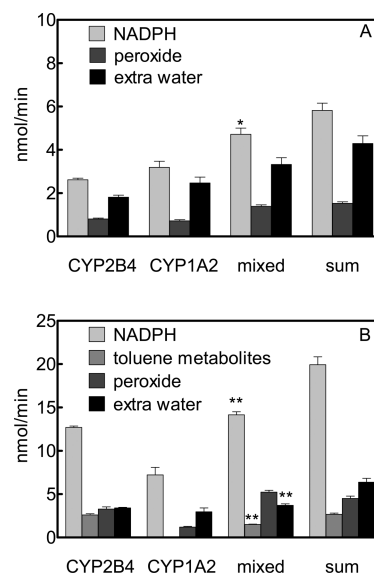 A
NADPH
peroxide
extra water
nmol/min
10
8
6
4
2
0
*
CYP2B4 CYP1A2 mixed sum
B
NADPH
toluene metabolites
peroxide
extra water
nmol/min
25
20
15
10
5
0
**
** **
CYP2B4 CYP1A2 mixed sum